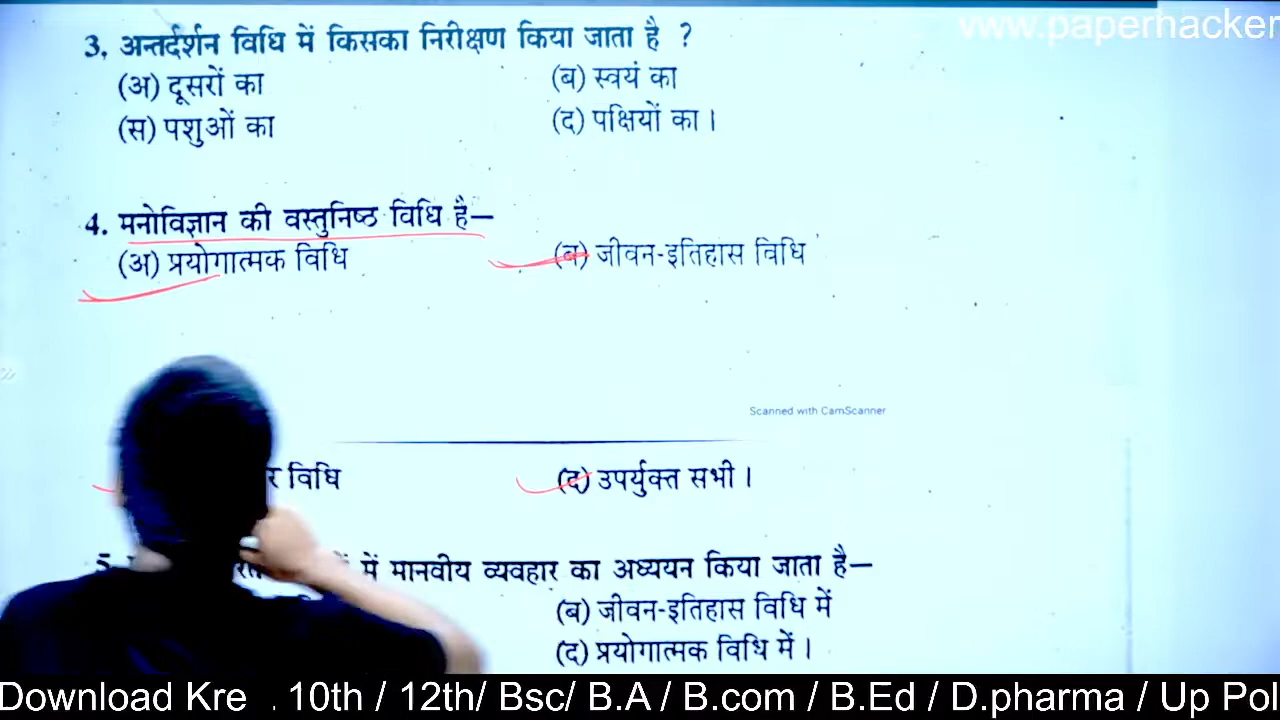 www.paperhacker
3. अन्तर्दर्शन विधि में किसका निरीक्षण किया जाता है ?
(अ) दूसरों का (ब) स्वयं का
(स) पशुओं का (द) पक्षियों का।
4. मनोविज्ञान की वस्तुनिष्ठ विधि है—
(अ) प्रयोगात्मक विधि (ब) जीवन-इतिहास विधि
Scanned with CamScanner
विधि (द) उपर्युक्त सभी।
5. में मानवीय व्यवहार का अध्ययन किया जाता है—
(ब) जीवन-इतिहास विधि में
(द) प्रयोगात्मक विधि में।
Download Kre . 10th / 12th/ Bsc/ B.A / B.com / B.Ed / D.pharma / Up Pol